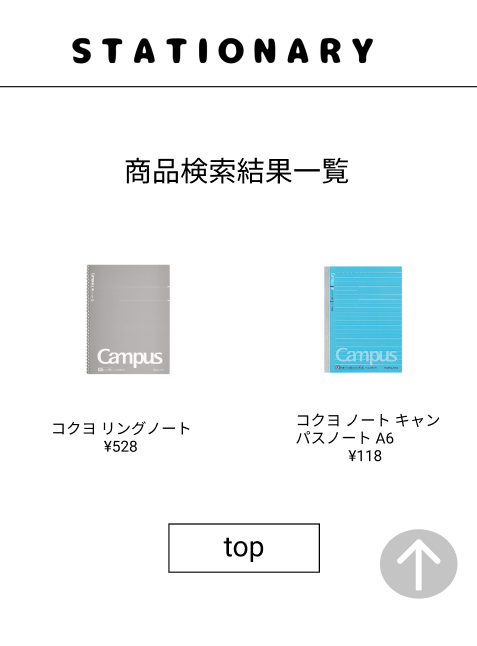 STATIONARY
商品検索結果一覧
Campus
Campus
コクヨ リングノート
¥528
コクヨ ノート キャン
パスノート A6
¥118
top